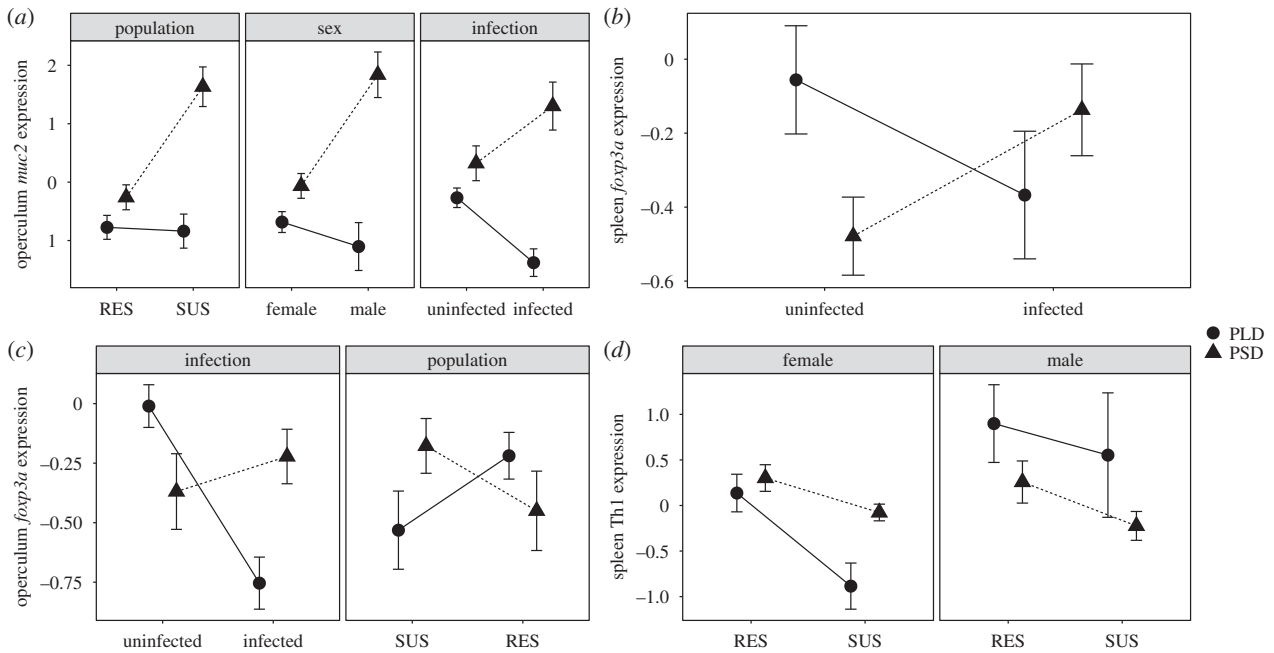 (a)
population
sex
infection
operculum muc2 expression
2
1
0
1
RES
SUS
female
male
uninfected
infected
(b)
spleen foxp3a expression
0
–0.2
–0.4
–0.6
uninfected
infected
(c)
infection
population
operculum foxp3a expression
0
–0.25
–0.50
–0.75
uninfected
infected
SUS
RES
(d)
female
male
spleen Th1 expression
1.0
0.5
0
–0.5
–1.0
RES
SUS
RES
SUS
PLD
PSD